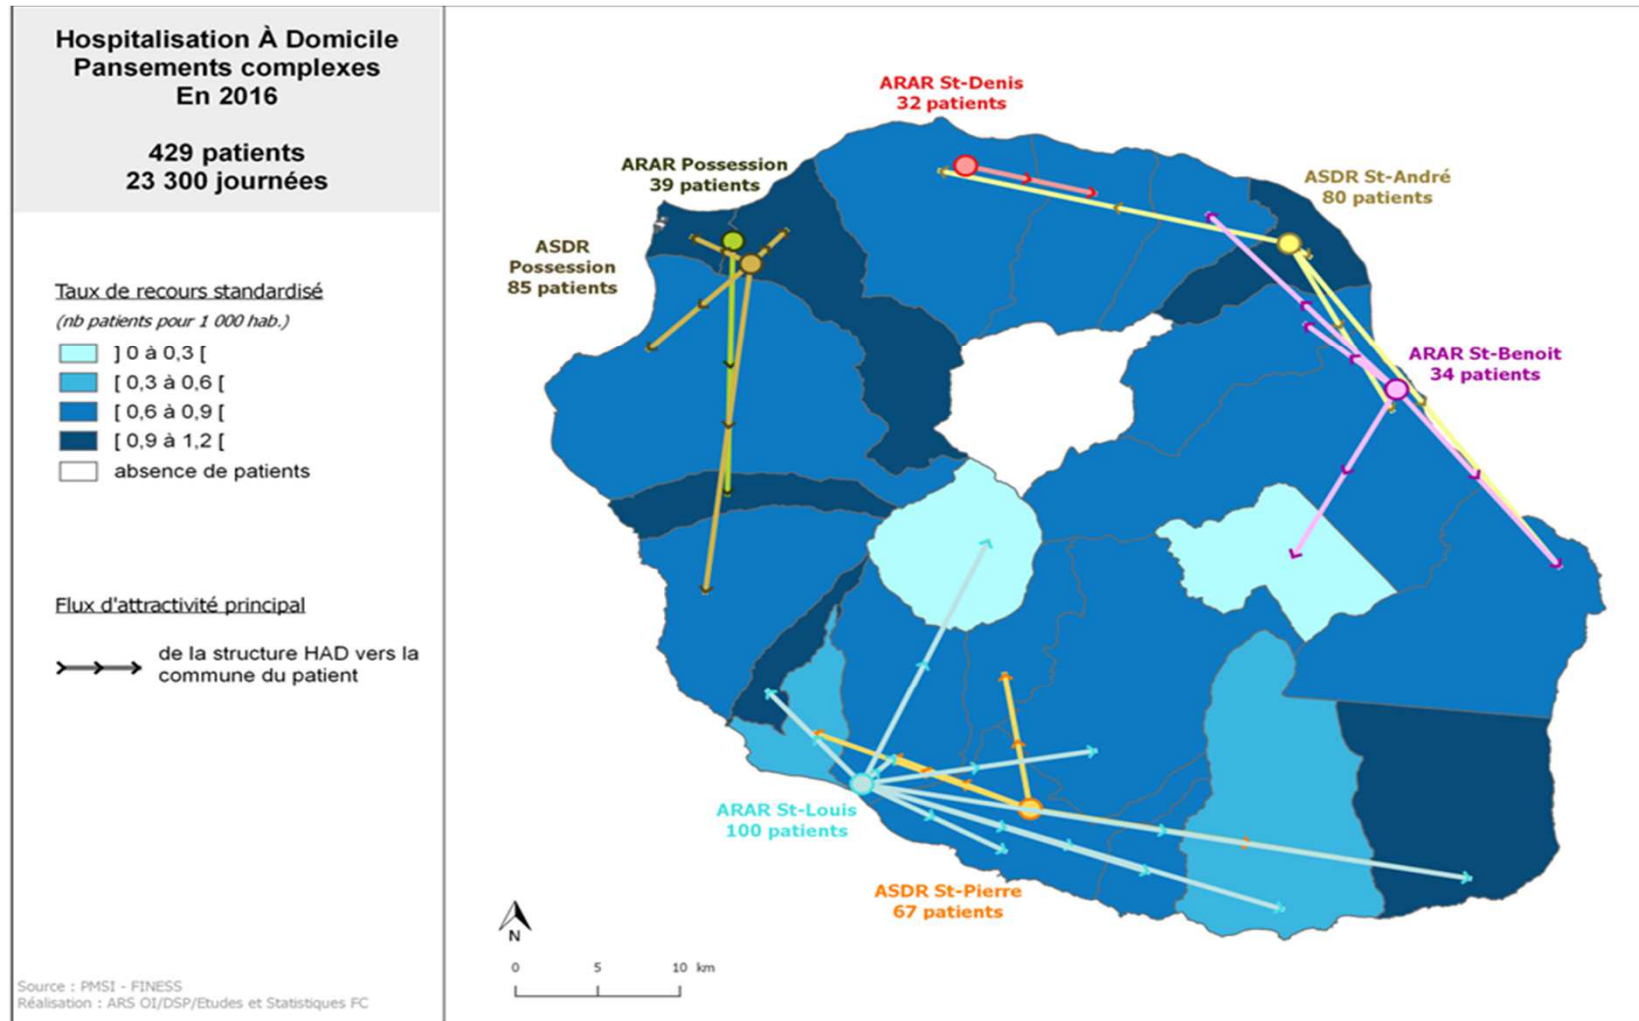 Hospitalisation À Domicile
Pansements complexes
En 2016
429 patients
23 300 journées
Taux de recours standardisé
(nb patients pour 1 000 hab.)
] 0 à 0,3 [
[ 0,3 à 0,6 [
[ 0,6 à 0,9 [
[ 0,9 à 1,2 [
absence de patients
Flux d'attractivité principal
de la structure HAD vers la
commune du patient
Source : PMSI - FINESS
Réalisation : ARS OI/DSP/Etudes et Statistiques FC
ARAR St-Denis
32 patients
ARAR Possession
39 patients
ASDR St-André
80 patients
ASDR
Possession
85 patients
ARAR St-Benoit
34 patients
ARAR St-Louis
100 patients
ASDR St-Pierre
67 patients
N
0 5 10 km